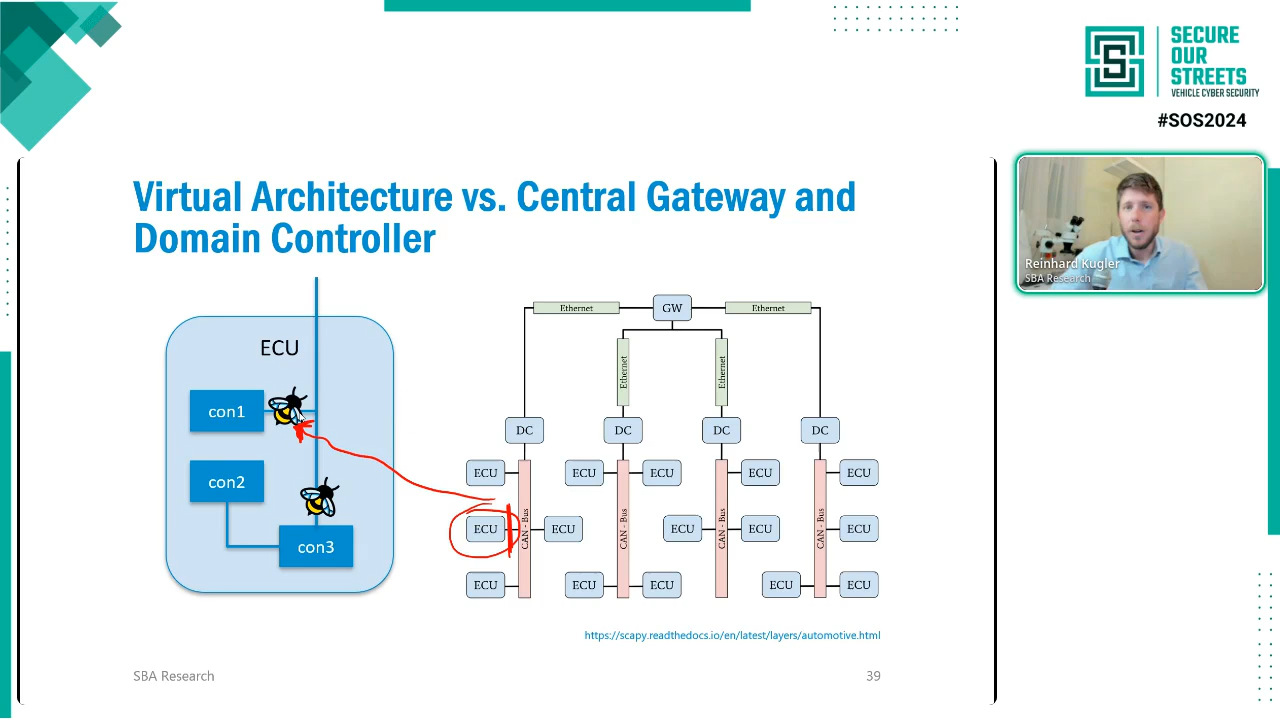 SECURE
OUR
STREETS
VEHICLE CYBER SECURITY
#SOS2024
Virtual Architecture vs. Central Gateway and
Domain Controller
Reinhard Kugler
SBA Research
ECU
con1
con2
con3
Ethernet
GW
Ethernet
Ethernet
Ethernet
DC
DC
DC
DC
ECU
ECU
ECU
ECU
ECU
CAN - Bus
CAN - Bus
CAN - Bus
CAN - Bus
ECU
ECU
ECU
ECU
ECU
ECU
ECU
ECU
ECU
ECU
https://scapy.readthedocs.io/en/latest/layers/automotive.html
SBA Research
39